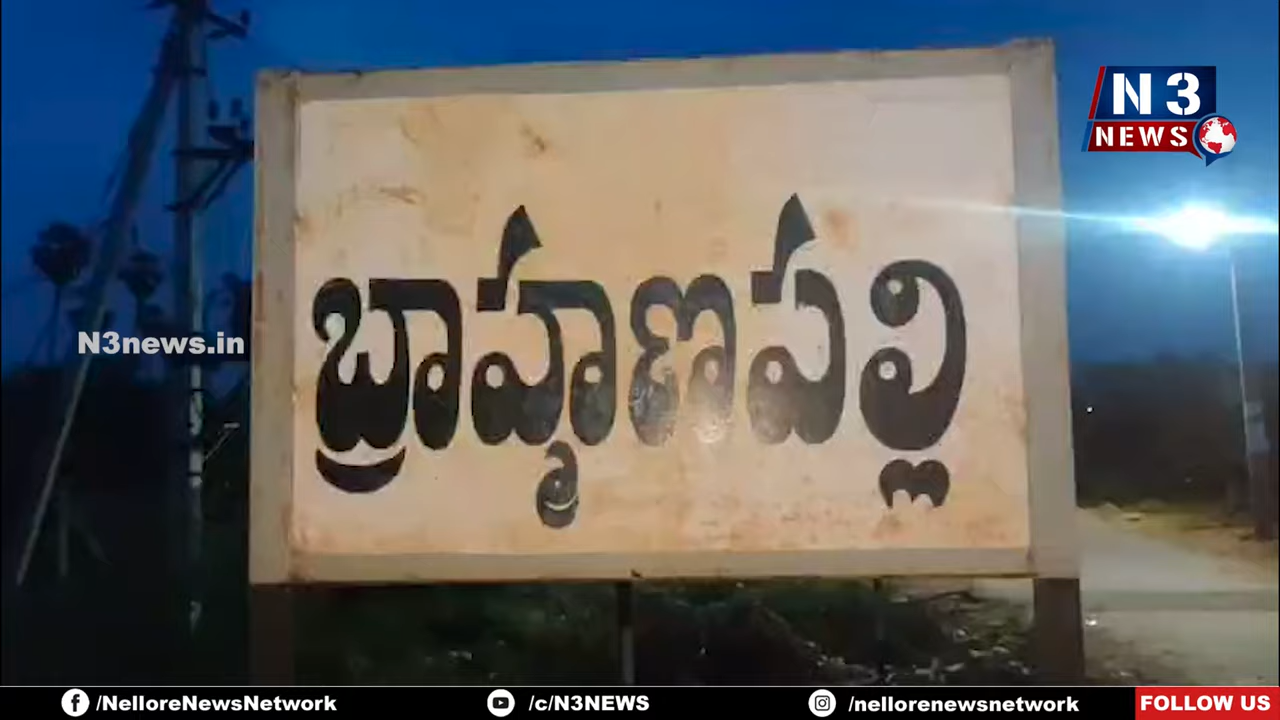 N3
NEWS
బ్రాహ్మణపల్లి
N3news.in
/NelloreNewsNetwork
/c/N3NEWS
/nellorenewsnetwork
FOLLOW US